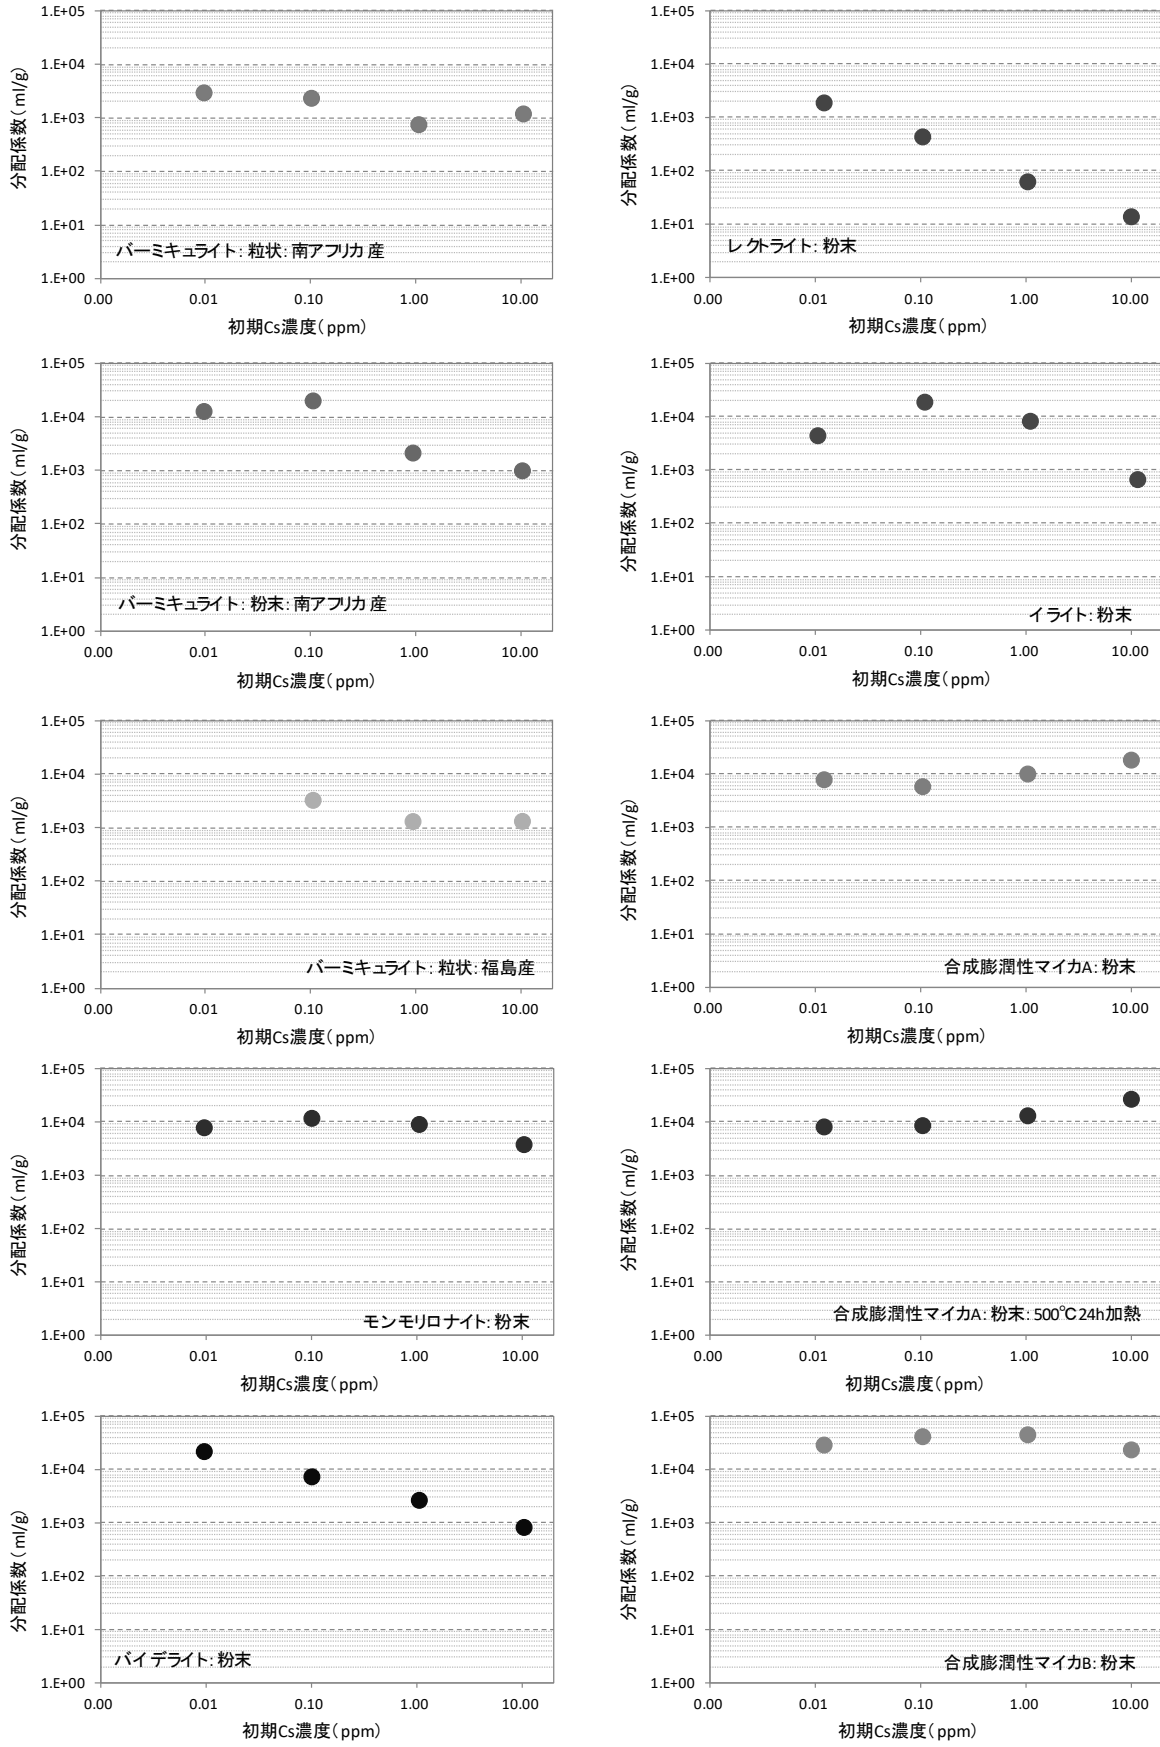 1.E+05
1.E+04
1.E+03
1.E+02
1.E+01
1.E+00
分配係数(ml/g)
バーミキュライト:粒状:南アフリカ産
0.00 0.01 0.10 1.00 10.00
初期Cs濃度(ppm)
1.E+05
1.E+04
1.E+03
1.E+02
1.E+01
1.E+00
分配係数(ml/g)
レクトライト:粉末
0.00 0.01 0.10 1.00 10.00
初期Cs濃度(ppm)
1.E+05
1.E+04
1.E+03
1.E+02
1.E+01
1.E+00
分配係数(ml/g)
バーミキュライト:粉末:南アフリカ産
0.00 0.01 0.10 1.00 10.00
初期Cs濃度(ppm)
1.E+05
1.E+04
1.E+03
1.E+02
1.E+01
1.E+00
分配係数(ml/g)
イライト:粉末
0.00 0.01 0.10 1.00 10.00
初期Cs濃度(ppm)
1.E+05
1.E+04
1.E+03
1.E+02
1.E+01
1.E+00
分配係数(ml/g)
バーミキュライト:粒状:福島産
0.00 0.01 0.10 1.00 10.00
初期Cs濃度(ppm)
1.E+05
1.E+04
1.E+03
1.E+02
1.E+01
1.E+00
分配係数(ml/g)
合成膨潤性マイカA:粉末
0.00 0.01 0.10 1.00 10.00
初期Cs濃度(ppm)
1.E+05
1.E+04
1.E+03
1.E+02
1.E+01
1.E+00
分配係数(ml/g)
モンモリロナイト:粉末
0.00 0.01 0.10 1.00 10.00
初期Cs濃度(ppm)
1.E+05
1.E+04
1.E+03
1.E+02
1.E+01
1.E+00
分配係数(ml/g)
合成膨潤性マイカA:粉末:500℃24h加熱
0.00 0.01 0.10 1.00 10.00
初期Cs濃度(ppm)
1.E+05
1.E+04
1.E+03
1.E+02
1.E+01
1.E+00
分配係数(ml/g)
バイデライト:粉末
0.00 0.01 0.10 1.00 10.00
初期Cs濃度(ppm)
1.E+05
1.E+04
1.E+03
1.E+02
1.E+01
1.E+00
分配係数(ml/g)
合成膨潤性マイカB:粉末
0.00 0.01 0.10 1.00 10.00
初期Cs濃度(ppm)